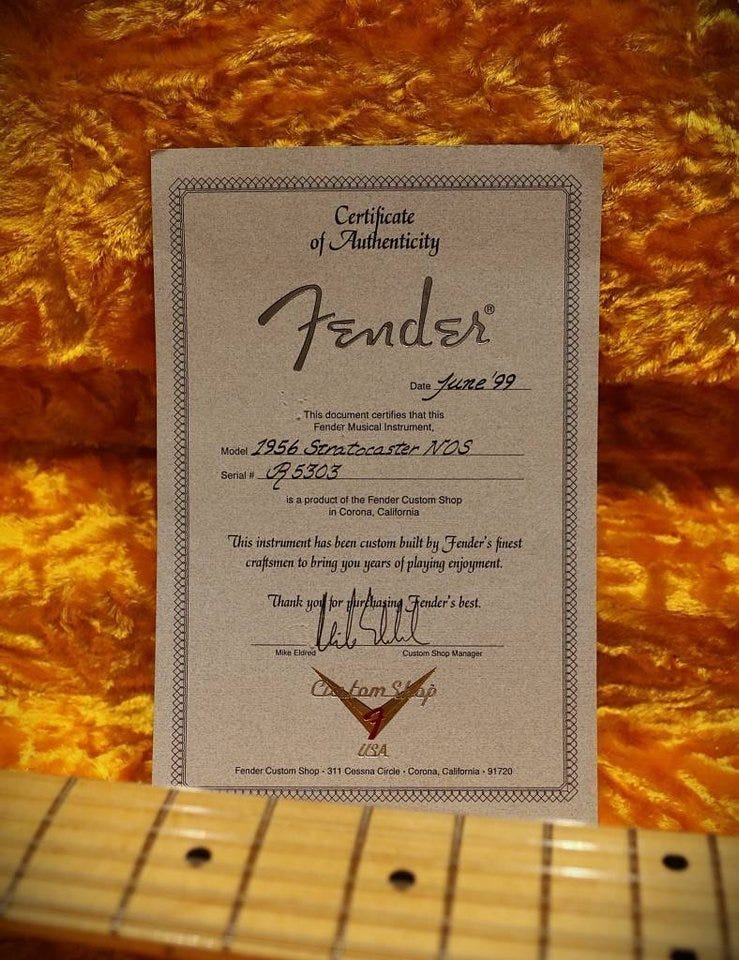 Certificate
of Authenticity
Fender®
Date June '99
This document certifies that this
Fender Musical Instrument,
Model 1956 Stratocaster NOS
Serial # R5303
is a product of the Fender Custom Shop
in Corona, California
This instrument has been custom built by Fender's finest
craftsmen to bring you years of playing enjoyment.
Thank you for purchasing Fender's best.
Mike Eldred Custom Shop Manager
Custom Shop
F
USA
Fender Custom Shop · 311 Cessna Circle · Corona, California · 91720